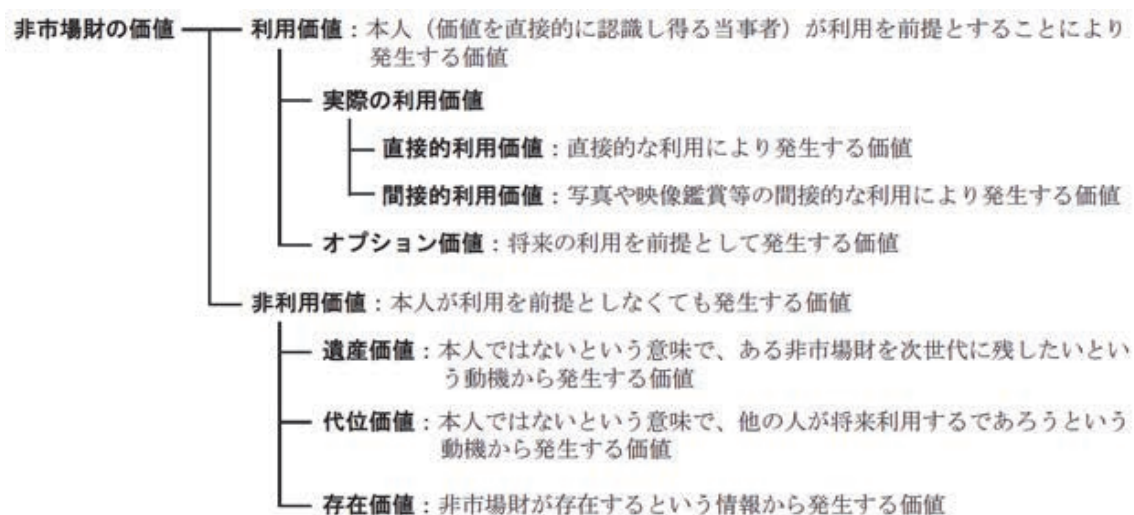 非市場財の価値 利用価値：本人（価値を直接的に認識し得る当事者）が利用を前提とすることにより
発生する価値
実際の利用価値
直接的利用価値：直接的な利用により発生する価値
間接的利用価値：写真や映像鑑賞等の間接的な利用により発生する価値
オプション価値：将来の利用を前提として発生する価値
非利用価値：本人が利用を前提としなくても発生する価値
遺産価値：本人ではないという意味で、ある非市場財を次世代に残したいとい
う動機から発生する価値
代位価値：本人ではないという意味で、他の人が将来利用するであろうという
動機から発生する価値
存在価値：非市場財が存在するという情報から発生する価値